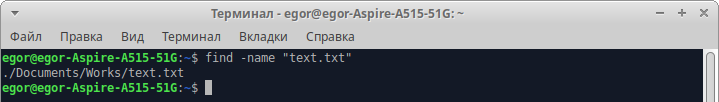 Терминал - egor@egor-Aspire-A515-51G: ~
Файл Правка Вид Терминал Вкладки Справка
egor@egor-Aspire-A515-51G:~$ find -name "text.txt"
./Documents/Works/text.txt
egor@egor-Aspire-A515-51G:~$